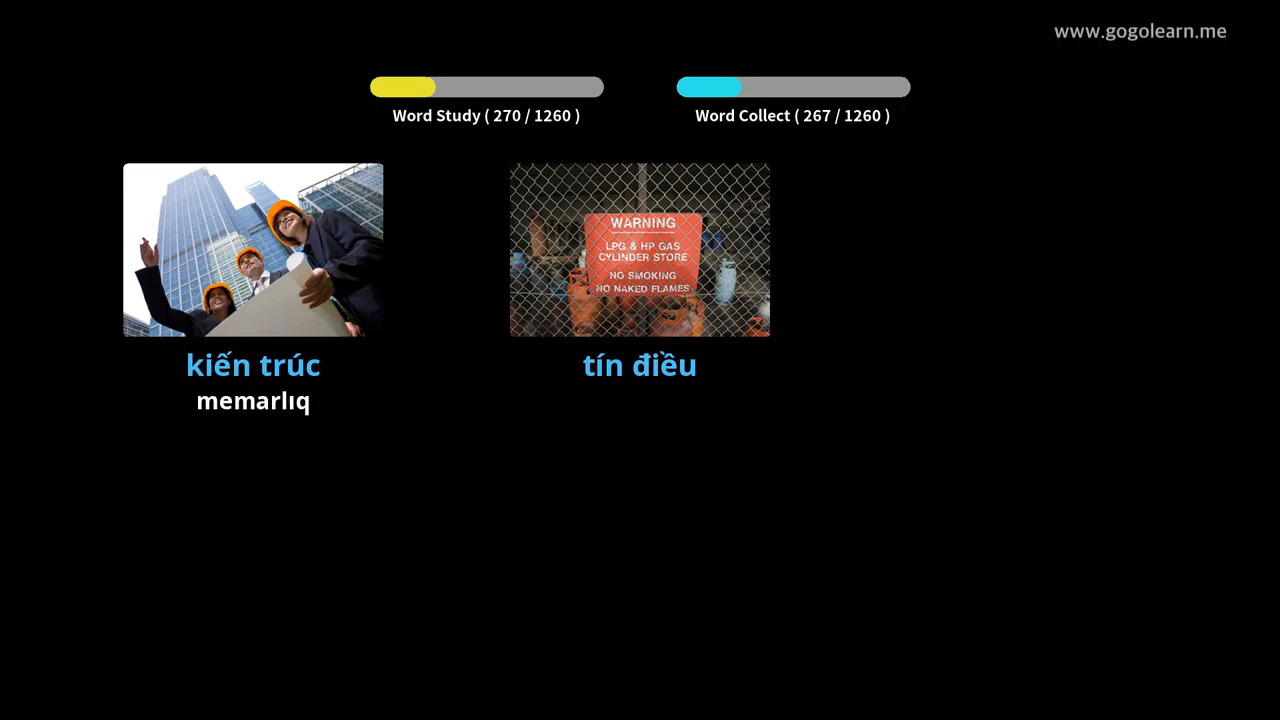 www.gogolearn.me
Word Study ( 270 / 1260 )
Word Collect ( 267 / 1260 )
WARNING
LPG & HP GAS
CYLINDER STORE
NO SMOKING
NO NAKED FLAMES
kiến trúc
tín điều
memarlıq